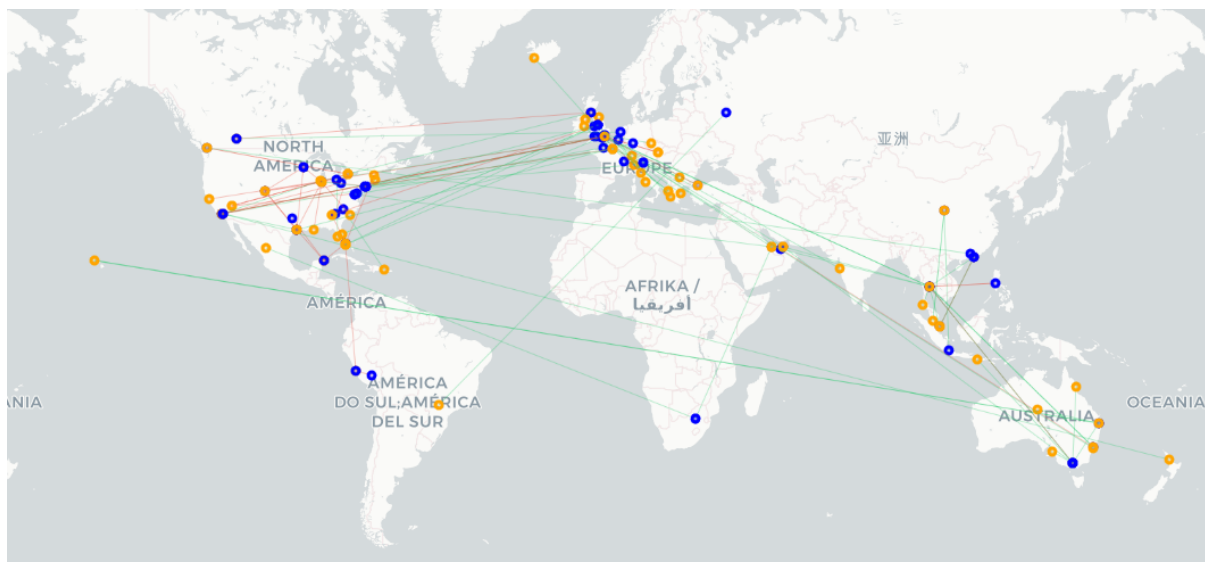 亚洲
NORTH
AMERICA
EUROPE
AFRIKA /
أفريقيا
AMÉRICA
AMÉRICA
DO SUL;AMÉRICA
DEL SUR
ANIA
AUSTRALIA
OCEANIA